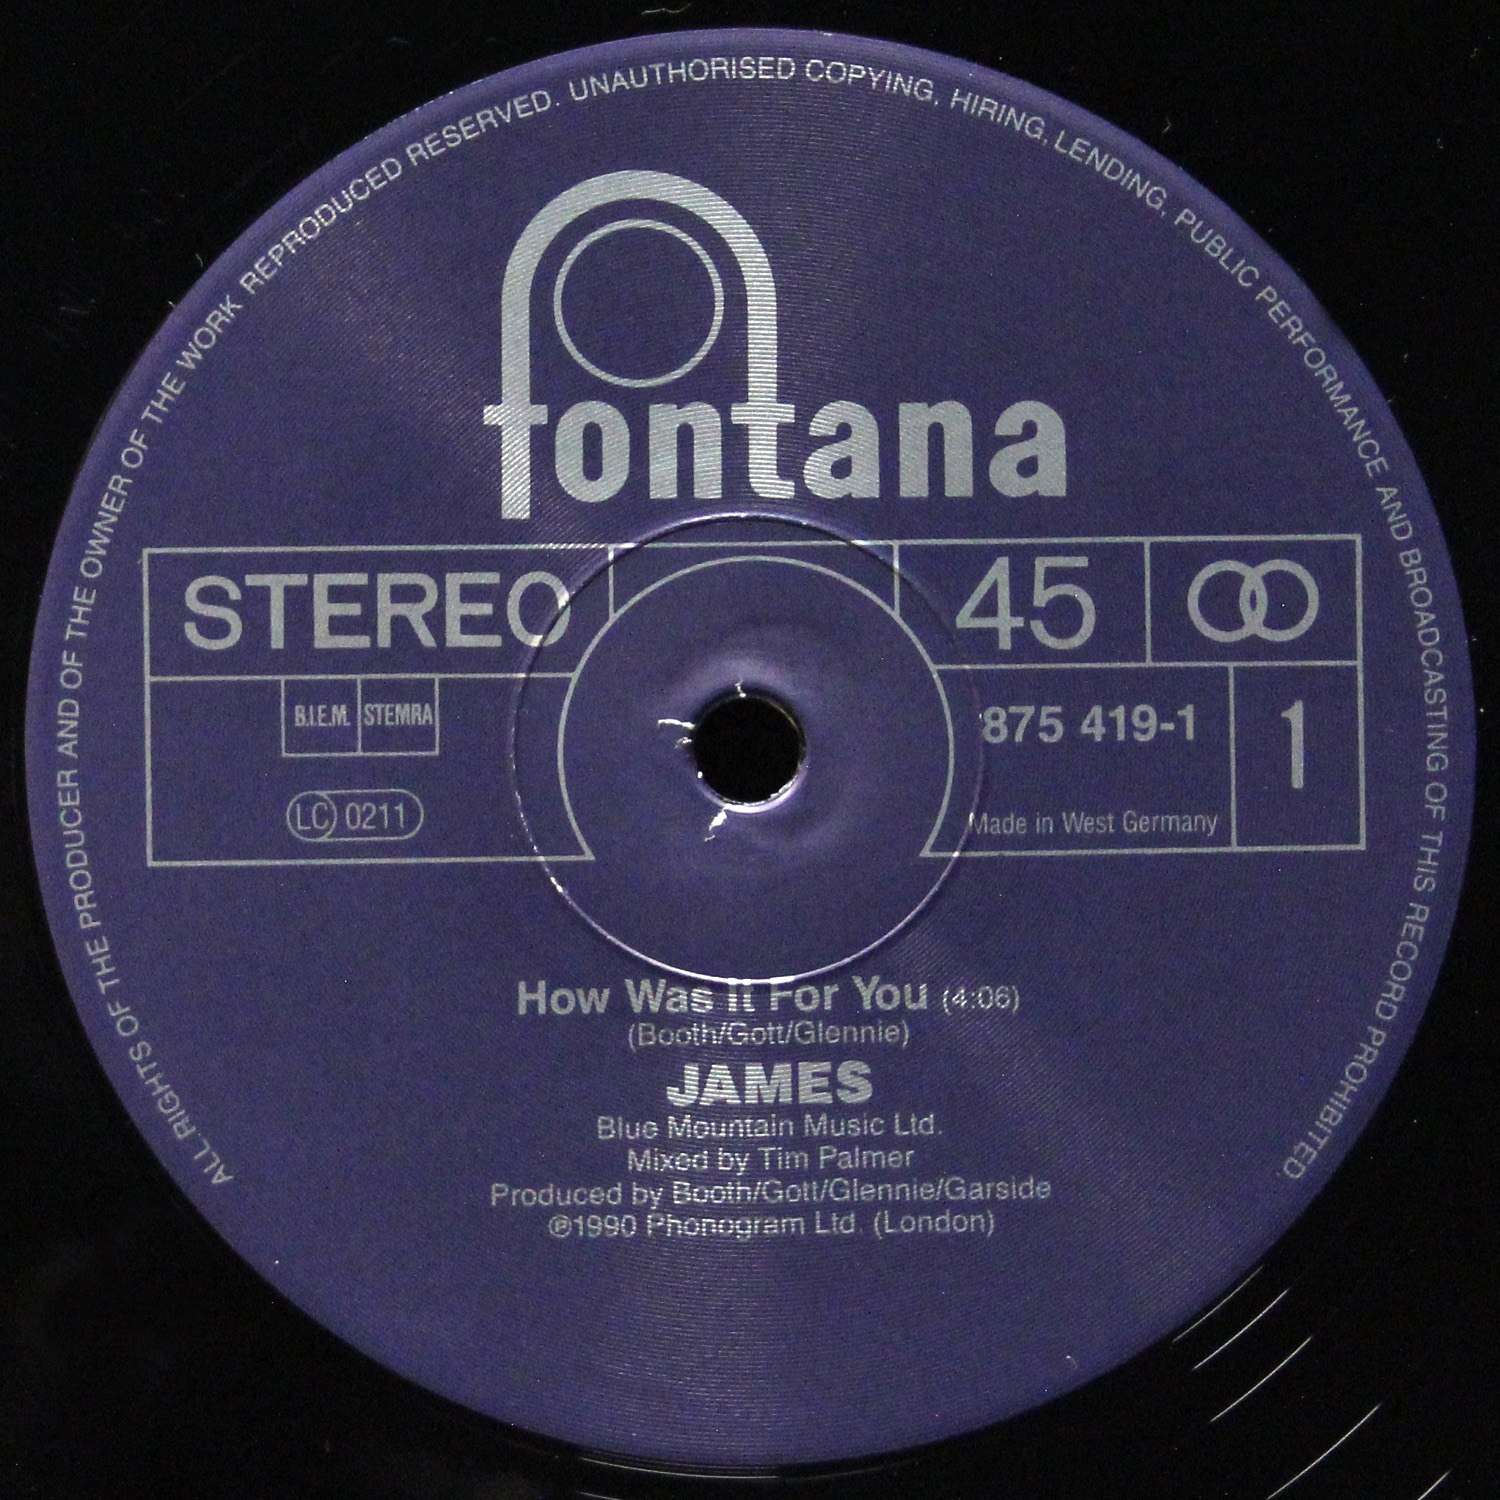 ALL RIGHTS OF THE PRODUCER AND OF THE OWNER OF THE WORK REPRODUCED RESERVED. UNAUTHORISED COPYING, HIRING, LENDING, PUBLIC PERFORMANCE AND BROADCASTING OF THIS RECORD PROHIBITED
fontana
STEREO
45
B.I.E.M. STEMRA
LC 0211
875 419-1
1
Made in West Germany
How Was It For You (4:06)
(Booth/Gott/Glennie)
JAMES
Blue Mountain Music Ltd.
Mixed by Tim Palmer
Produced by Booth/Gott/Glennie/Garside
℗1990 Phonogram Ltd. (London)